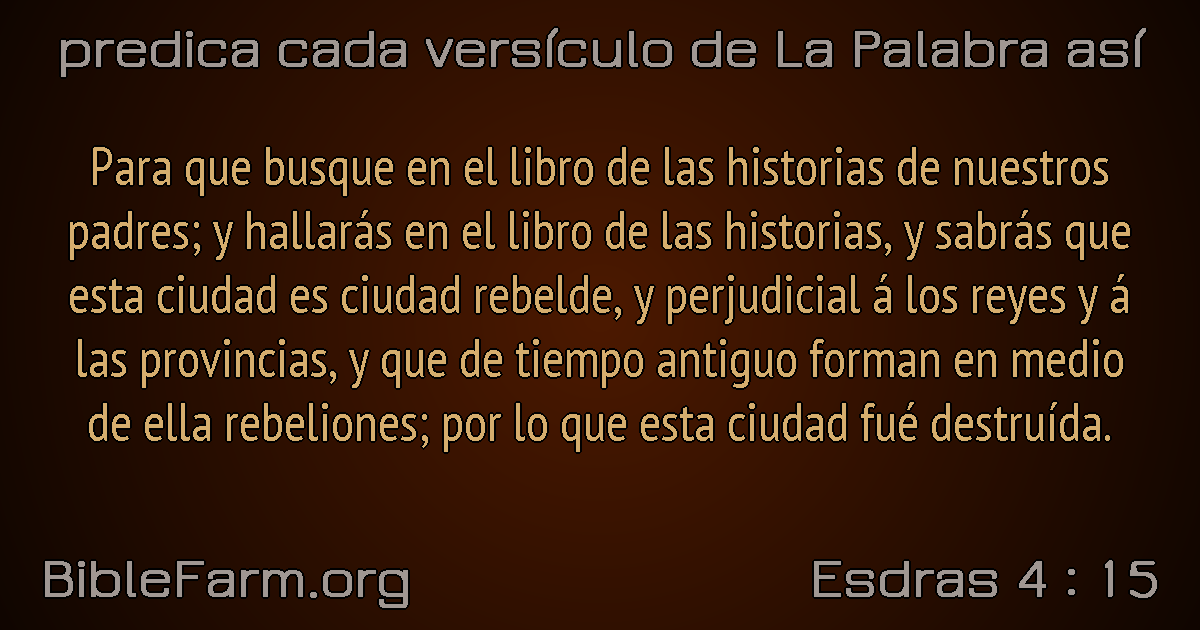 predica cada versículo de La Palabra así
Para que busque en el libro de las historias de nuestros
padres; y hallarás en el libro de las historias, y sabrás que
esta ciudad es ciudad rebelde, y perjudicial á los reyes y á
las provincias, y que de tiempo antiguo forman en medio
de ella rebeliones; por lo que esta ciudad fué destruída.
BibleFarm.org
Esdras 4 : 15